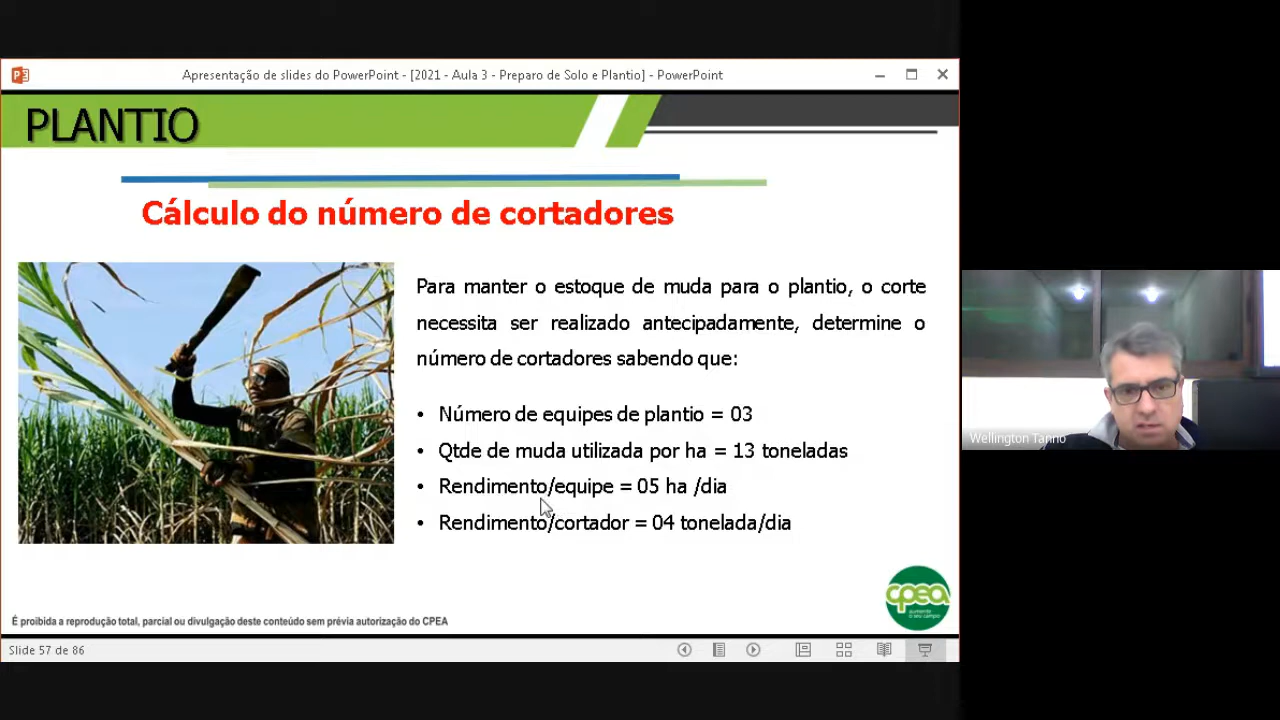 Apresentação de slides do PowerPoint - [2021 - Aula 3 - Preparo de Solo e Plantio] - PowerPoint
PLANTIO
Cálculo do número de cortadores
Para manter o estoque de muda para o plantio, o corte
necessita ser realizado antecipadamente, determine o
número de cortadores sabendo que:
• Número de equipes de plantio = 03
• Qtde de muda utilizada por ha = 13 toneladas
• Rendimento/equipe = 05 ha /dia
• Rendimento/cortador = 04 tonelada/dia
Wellington Tanno
cpea
aumente
o seu campo
É proibida a reprodução total, parcial ou divulgação deste conteúdo sem prévia autorização do CPEA
Slide 57 de 86